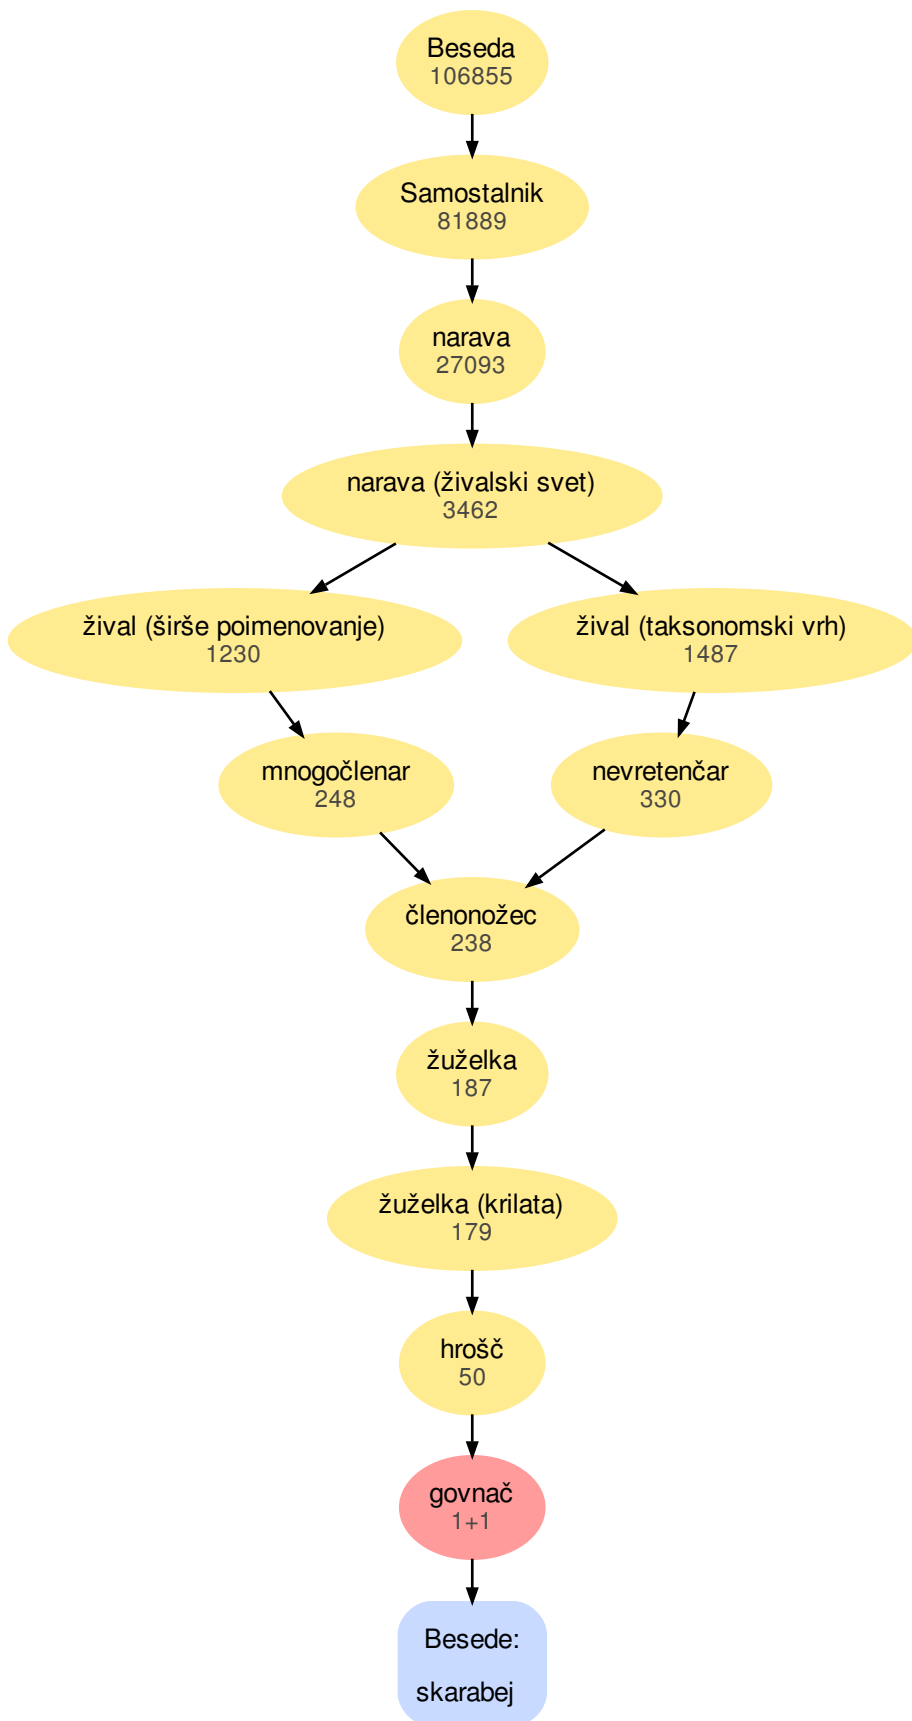 Beseda
106855
Samostalnik
81889
narava
27093
narava (živalski svet)
3462
žival (širše poimenovanje)
1230
žival (taksonomski vrh)
1487
mnogočlenar
248
nevretenčar
330
členonožec
238
žuželka
187
žuželka (krilata)
179
hrošč
50
govnač
1+1
Besede:
skarabej